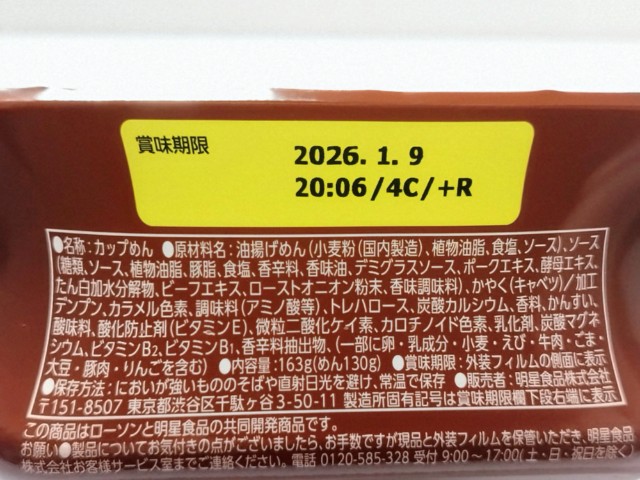 賞味期限
2026. 1. 9
20:06/4C/+R
●名称：カップめん ●原材料名：油揚げめん（小麦粉（国内製造）、植物油脂、食塩、ソース）、ソース
（糖類、ソース、植物油脂、豚脂、食塩、香辛料、香味油、デミグラスソース、ポークエキス、酵母エキス、
たん白加水分解物、ビーフエキス、ローストオニオン粉末、香味調味料）、かやく（キャベツ）／加工
デンプン、カラメル色素、調味料（アミノ酸等）、トレハロース、炭酸カルシウム、香料、かんすい、
酸味料、酸化防止剤（ビタミンE）、微粒二酸化ケイ素、カロチノイド色素、乳化剤、炭酸マグネ
シウム、ビタミンB₂、ビタミンB₁、香辛料抽出物、（一部に卵・乳成分・小麦・えび・牛肉・ごま・
大豆・豚肉・りんごを含む） ●内容量：163g（めん130g） ●賞味期限：外装フィルムの側面に表示
●保存方法：においが強いもののそばや直射日光を避け、常温で保存 ●販売者：明星食品株式会社
〒151-8507 東京都渋谷区千駄ヶ谷3-50-11 製造所固有記号は賞味期限欄下段右端に表示
この商品はローソンと明星食品の共同開発商品です。
お願い●製品についてお気付きの点がございましたら、お手数ですが現品と外装フィルムを保管いただき、明星食品
株式会社お客様サービス室までご連絡ください。電話 0120-585-328 受付 9:00～17:00（土・日・祝日を除く）